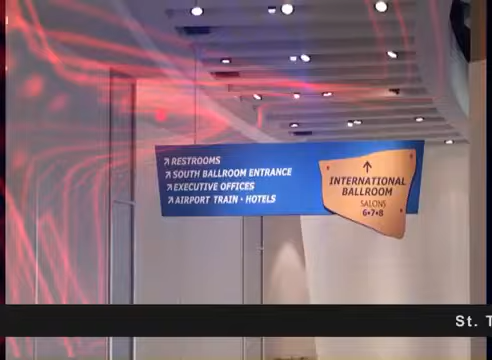 ↗ RESTROOMS
↗ SOUTH BALLROOM ENTRANCE
↗ EXECUTIVE OFFICES
↗ AIRPORT TRAIN • HOTELS
↑
INTERNATIONAL
BALLROOM
SALONS
6•7•8
St. T